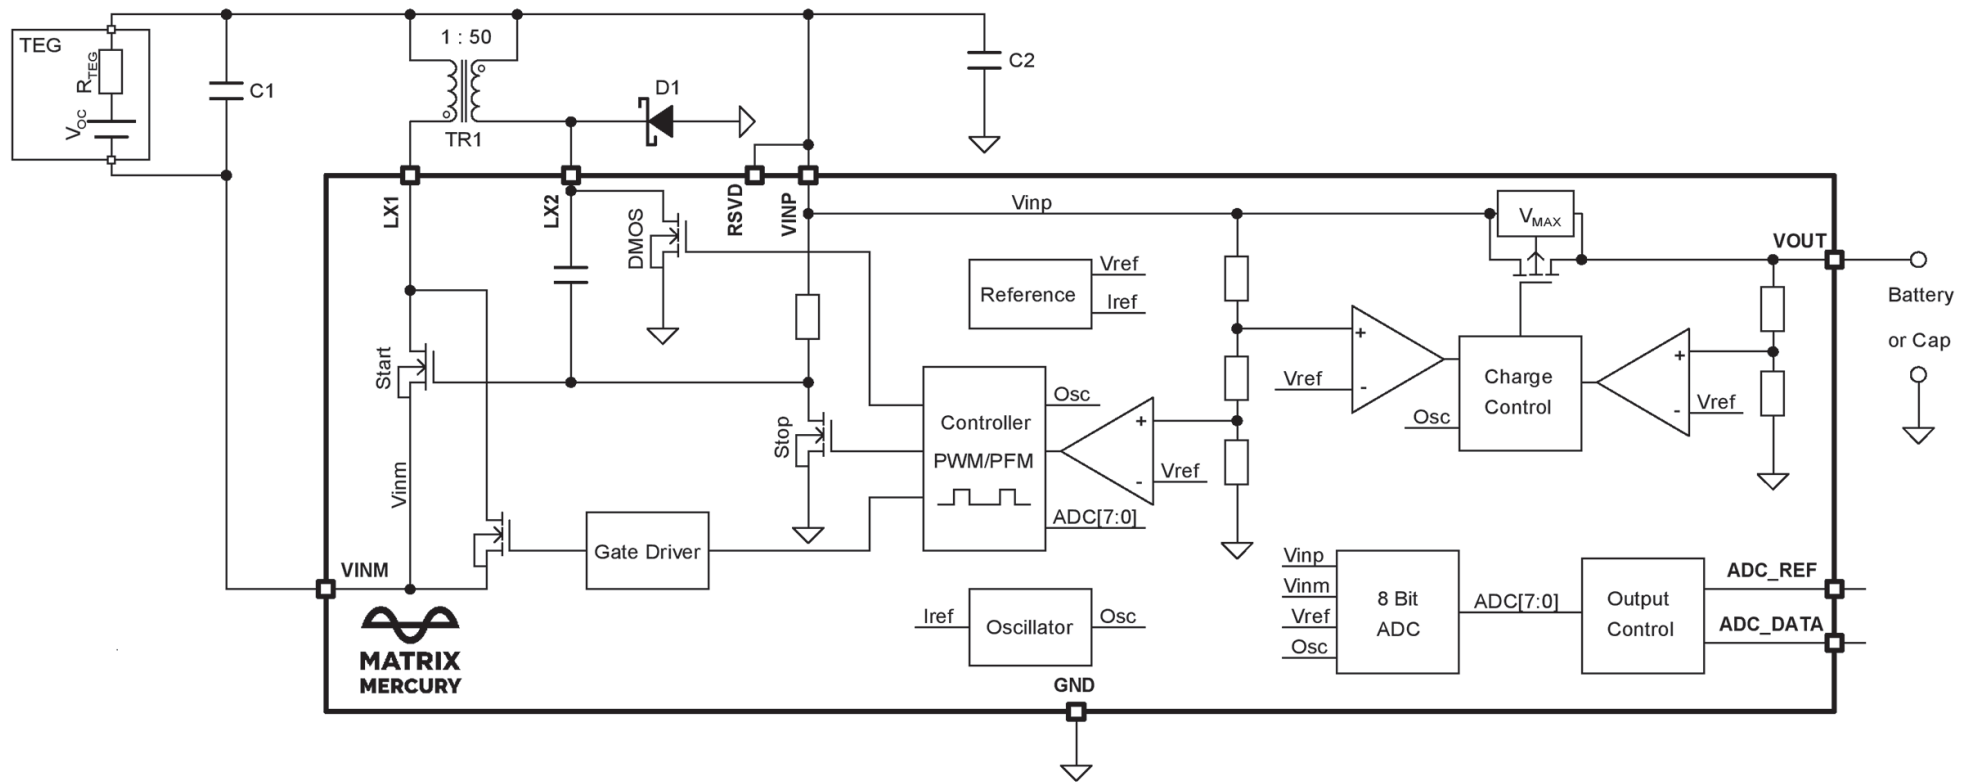 TEG
R_TEG
V_OC
C1
1 : 50
TR1
D1
C2
LX1
LX2
RSVD
VINP
DMOS
Vinp
V_MAX
VOUT
Battery
or Cap
Reference
Vref
Iref
Start
Stop
Vinm
Controller
PWM/PFM
Osc
ADC[7:0]
+
-
Vref
+
-
Vref
Charge
Control
Osc
+
-
Vref
Gate Driver
VINM
MATRIX
MERCURY
Iref
Oscillator
Osc
Vinp
Vinm
Vref
Osc
8 Bit
ADC
ADC[7:0]
Output
Control
ADC_REF
ADC_DATA
GND